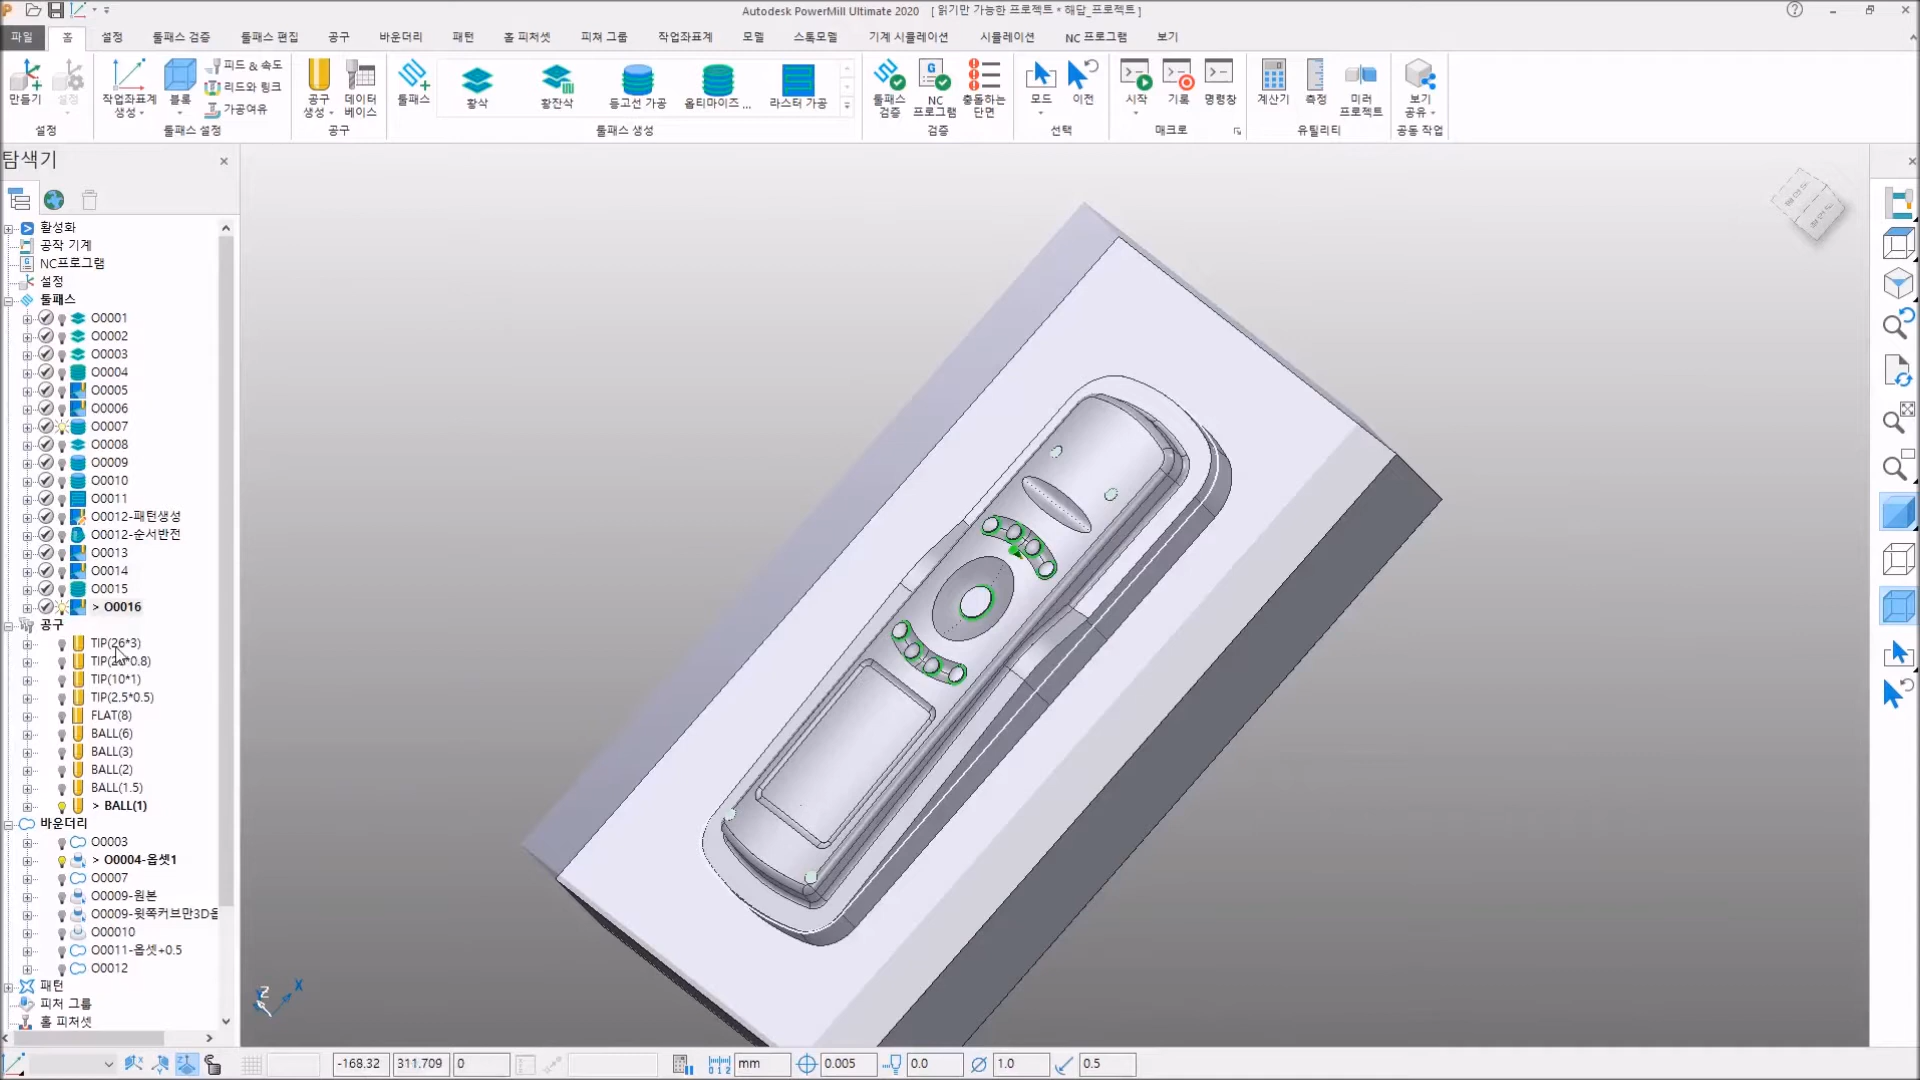 Autodesk PowerMill Ultimate 2020 [ 읽기만 가능한 프로젝트 * 해답_프로젝트 ]
파일 홈 설정 툴패스 검증 툴패스 편집 공구 바운더리 패턴 홀 피처셋 피쳐 그룹 작업좌표계 모델 스톡모델 기계 시뮬레이션 시뮬레이션 NC 프로그램 보기
만들기 설정 작업좌표계 생성 블록 피드 & 속도 리드와 링크 가공여유
공구 생성 데이터 베이스 툴패스 황삭 황잔삭 등고선 가공 옵티마이즈 ... 라스터 가공
툴패스 검증 NC 프로그램 충돌하는 단면 모드 이전 시작 기록 명령창 계산기 측정 미러 프로젝트 보기 공유
설정 툴패스 설정 공구 툴패스 생성 검증 선택 매크로 유틸리티 공동 작업
탐색기
활성화
공작 기계
NC프로그램
설정
툴패스
O0001
O0002
O0003
O0004
O0005
O0006
O0007
O0008
O0009
O0010
O0011
O0012-패턴생성
O0012-순서반전
O0013
O0014
O0015
> O0016
공구
TIP(26*3)
TIP(10*1)
TIP(2.5*0.5)
FLAT(8)
BALL(6)
BALL(3)
BALL(2)
BALL(1.5)
> BALL(1)
바운더리
O0003
> O0004-옵셋1
O0007
O0009-원본
O0009-윗쪽커브만3D옵
O00010
O0011-옵셋+0.5
O0012
패턴
피처 그룹
홀 피처셋
Z X
-168.32 311.709 0 mm 0.005 0.0 1.0 0.5